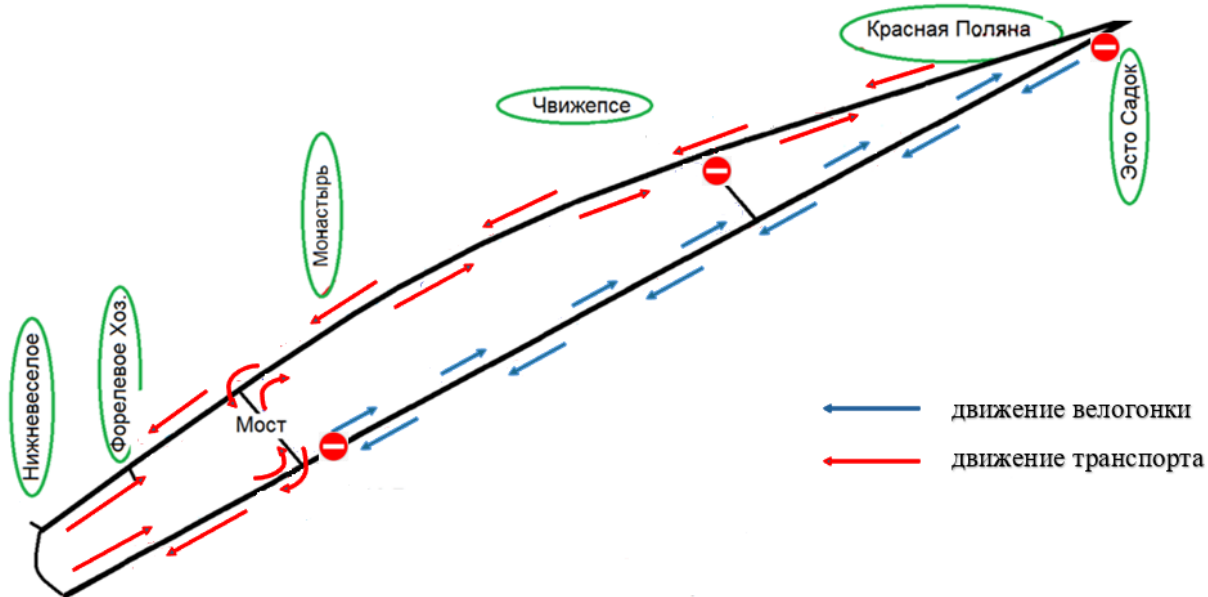 Красная Поляна
Чвижепсе
Эсто Садок
Монастырь
Форелевое Хоз.
Нижневеселое
Мост
движение велогонки
движение транспорта